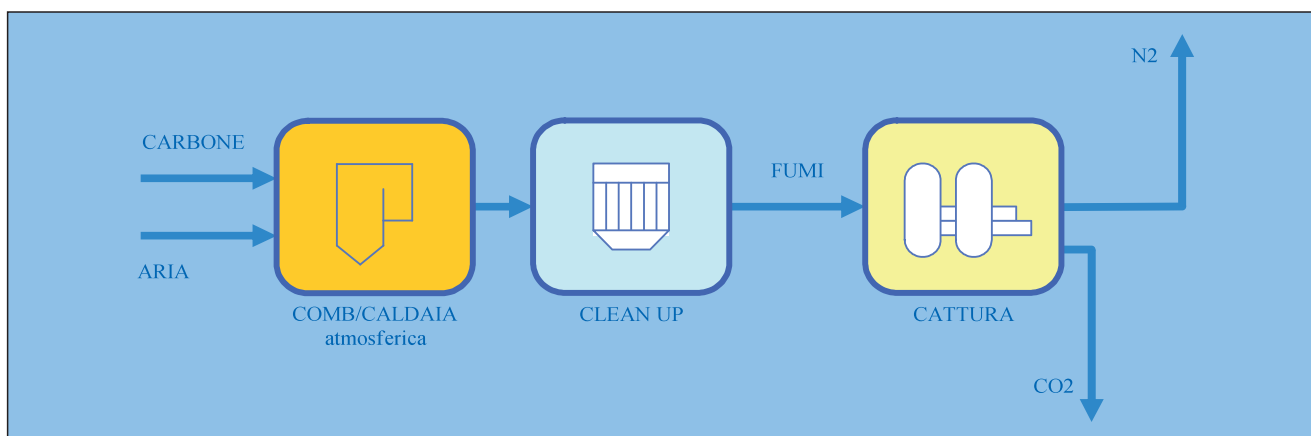 N2
CARBONE
FUMI
ARIA
COMB/CALDAIA
atmosferica
CLEAN UP
CATTURA
CO2